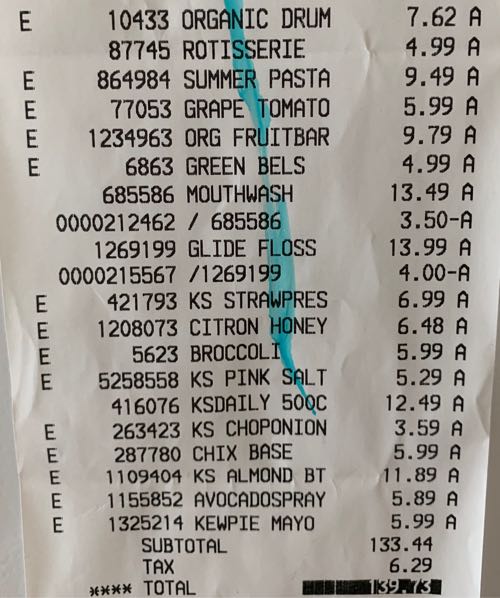 E 10433 ORGANIC DRUM 7.62 A
87745 ROTISSERIE 4.99 A
E 864984 SUMMER PASTA 9.49 A
E 77053 GRAPE TOMATO 5.99 A
E 1234963 ORG FRUITBAR 9.79 A
E 6863 GREEN BELS 4.99 A
685586 MOUTHWASH 13.49 A
0000212462 / 685586 3.50-A
1269199 GLIDE FLOSS 13.99 A
0000215567 /1269199 4.00-A
E 421793 KS STRAWPRES 6.99 A
E 1208073 CITRON HONEY 6.48 A
E 5623 BROCCOLI 5.99 A
E 5258558 KS PINK SALT 5.29 A
416076 KSDAILY 50QC 12.49 A
E 263423 KS CHOPONION 3.59 A
E 287780 CHIX BASE 5.99 A
E 1109404 KS ALMOND BT 11.89 A
E 1155852 AVOCADOSPRAY 5.89 A
E 1325214 KEWPIE MAYO 5.99 A
SUBTOTAL 133.44
TAX 6.29
**** TOTAL 139.73